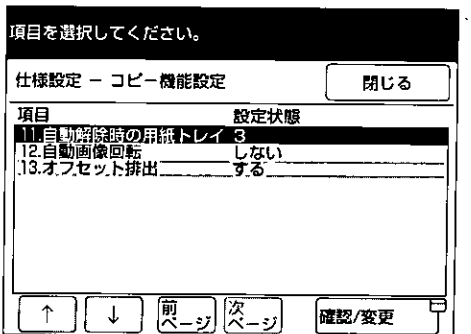 項目を選択してください。
仕様設定 － コピー機能設定 閉じる
項目 設定状態
11.自動解除時の用紙トレイ 3
12.自動画像回転 しない
13.オフセット排出 する
↑ ↓ 前ページ 次ページ 確認/変更